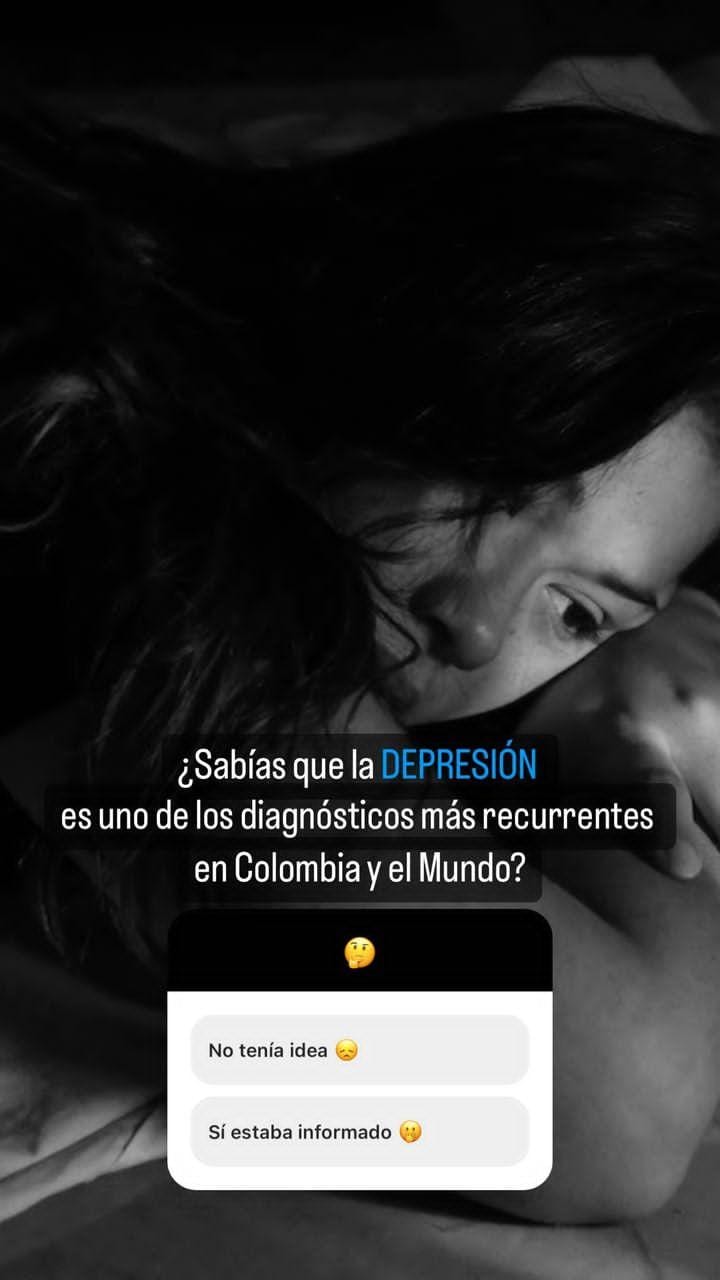 ¿Sabías que la DEPRESIÓN
es uno de los diagnósticos más recurrentes
en Colombia y el Mundo?
🤔
No tenía idea 😞
Sí estaba informado 🤭